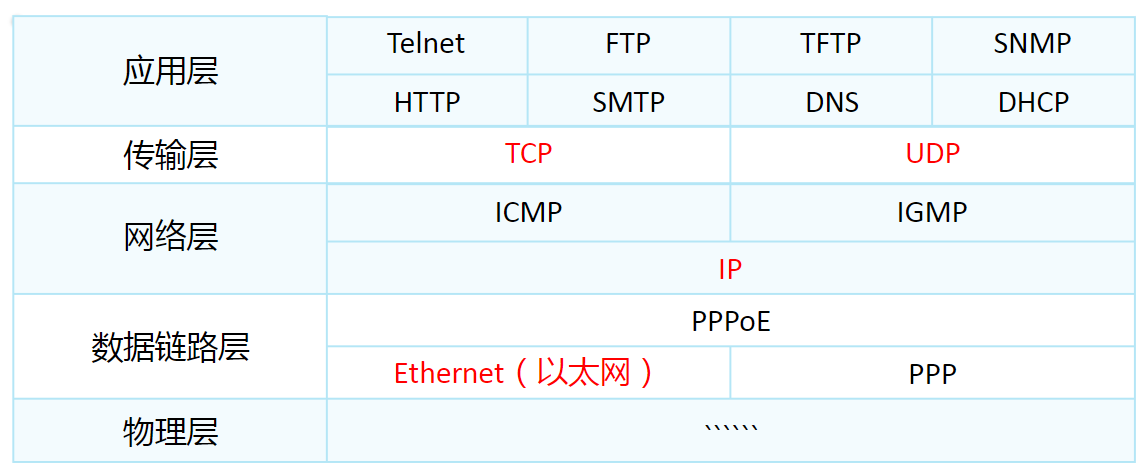 应用层
Telnet FTP TFTP SNMP
HTTP SMTP DNS DHCP
传输层 TCP UDP
网络层
ICMP IGMP
IP
数据链路层
PPPoE
Ethernet（以太网） PPP
物理层 ``````